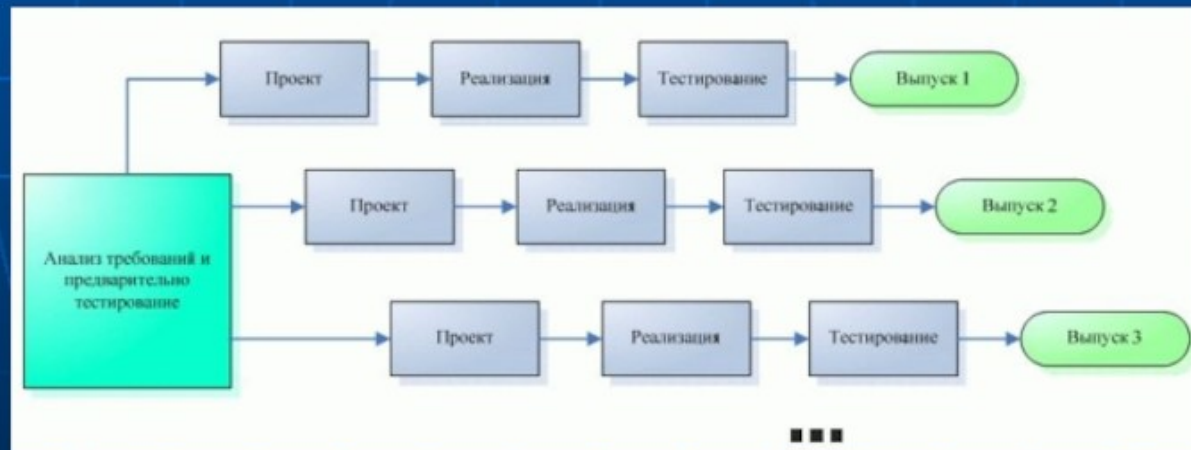 Проект
Реализация
Тестирование
Выпуск 1
Проект
Реализация
Тестирование
Выпуск 2
Анализ требований и
предварительно
тестирование
Проект
Реализация
Тестирование
Выпуск 3
...